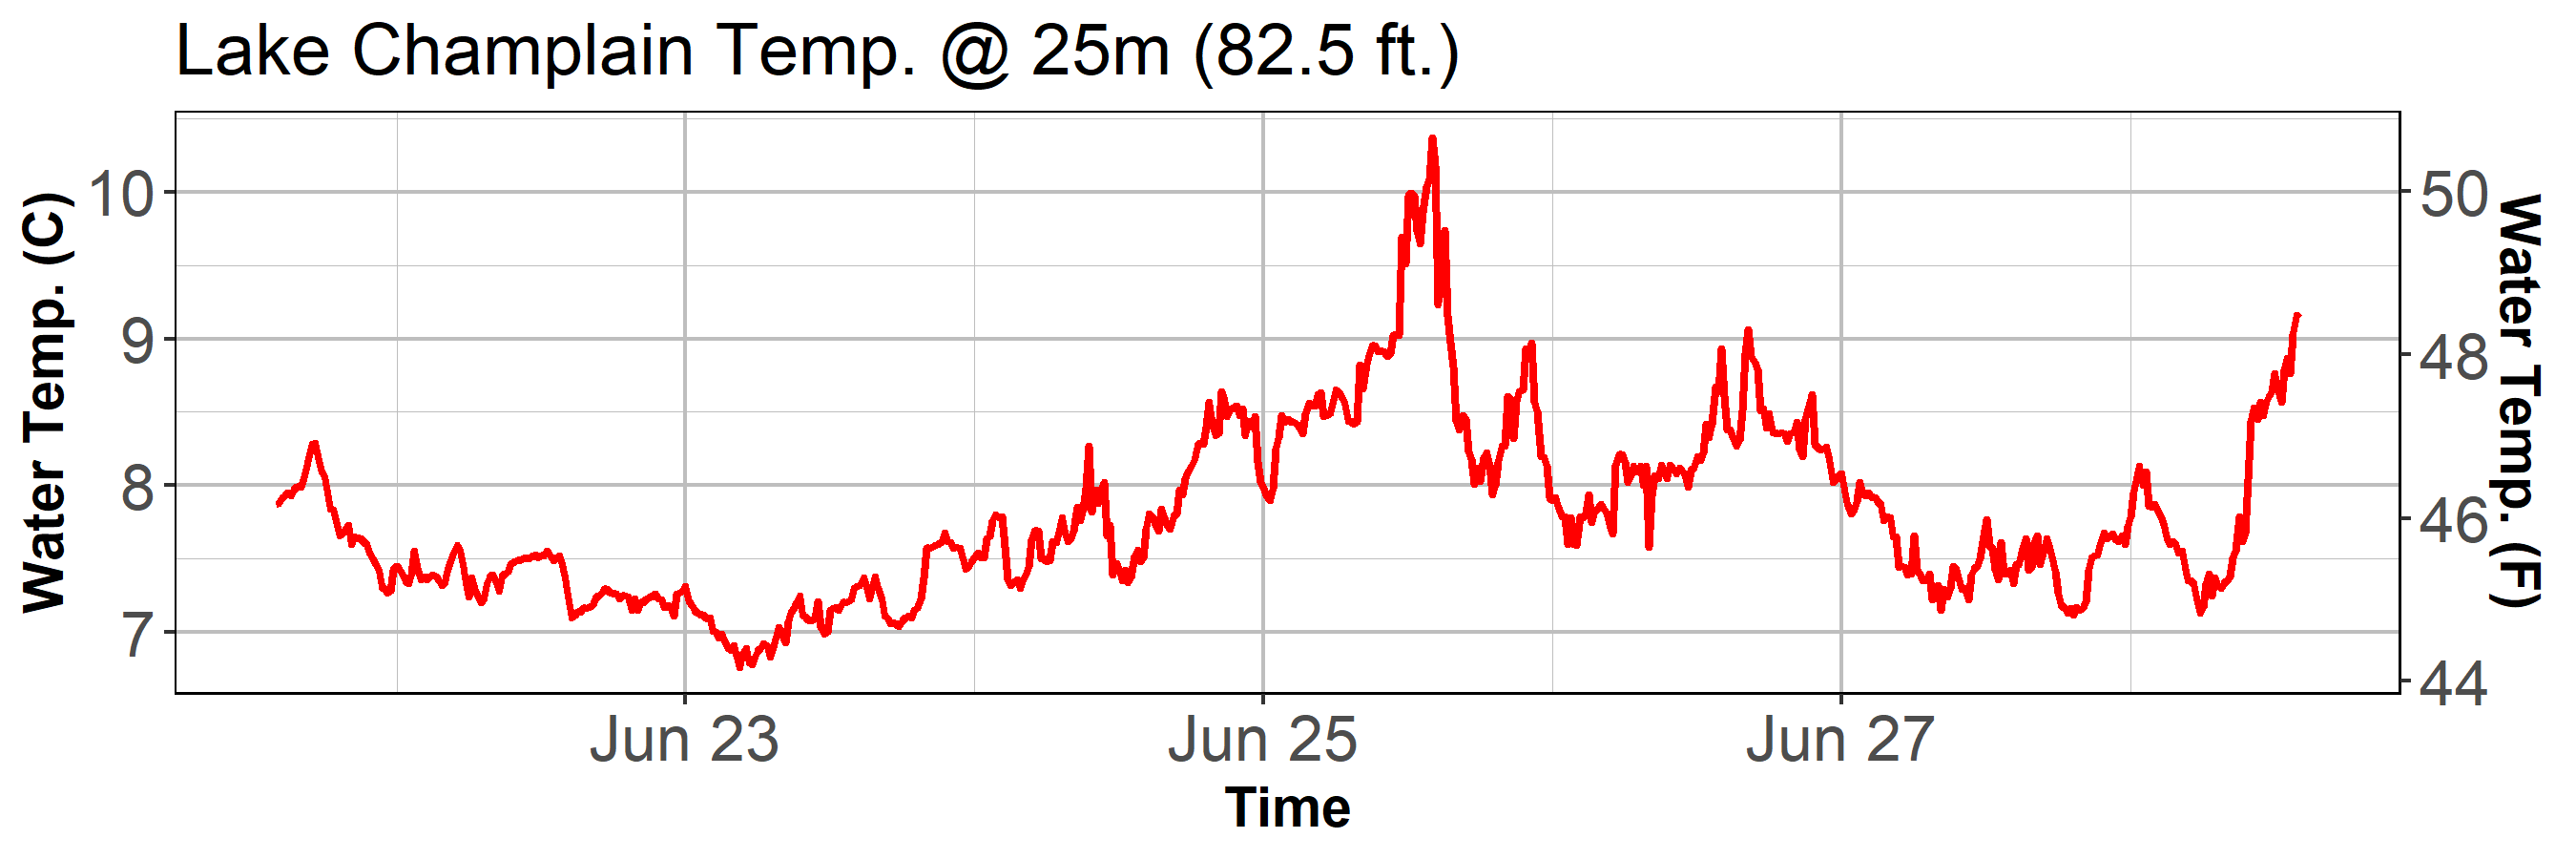 Lake Champlain Temp. @ 25m (82.5 ft.)
Water Temp. (C)
10
9
8
7
50
48
46
44
Water Temp. (F)
Jun 23 Jun 25 Jun 27
Time